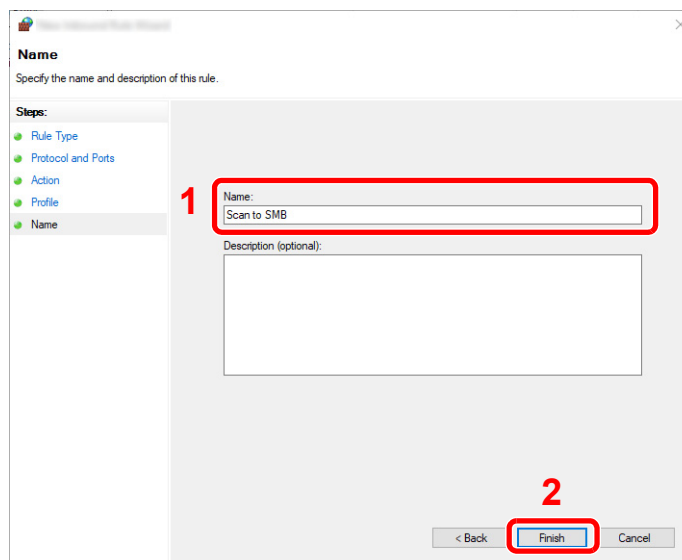 Name
Specify the name and description of this rule.
Steps:
Rule Type
Protocol and Ports
Action
Profile
Name
1
Name:
Scan to SMB
Description (optional):
2
< Back
Finish
Cancel